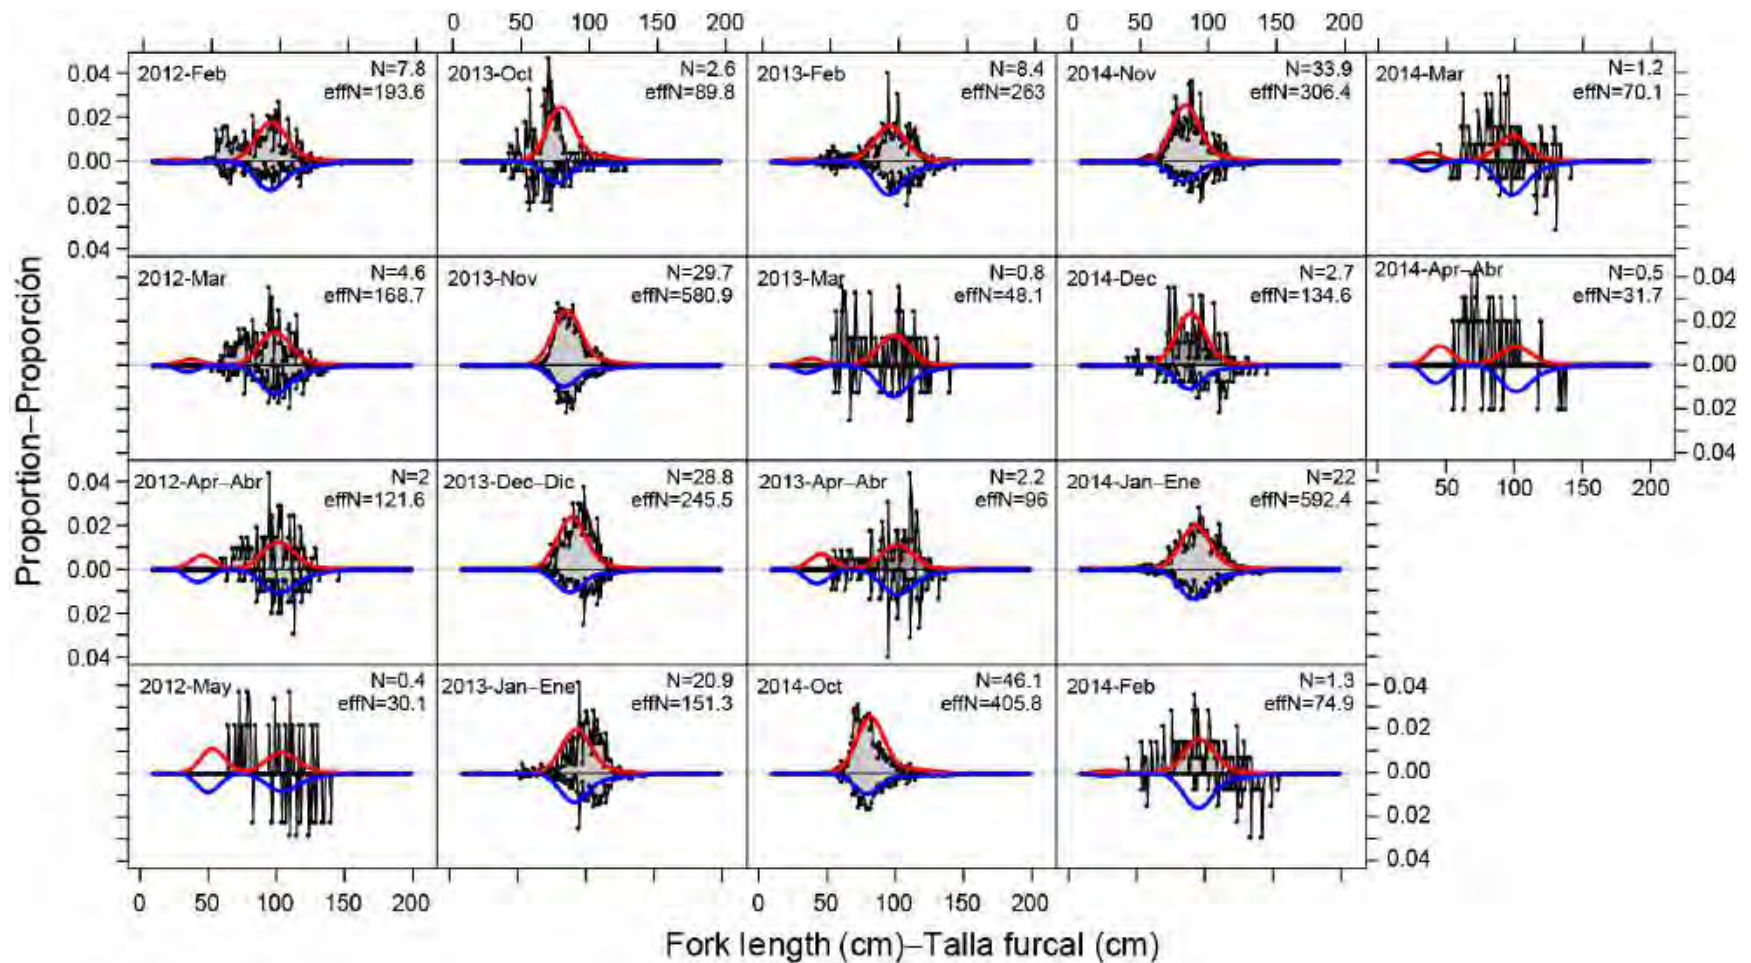 0 50 100 0 50 100
2012-Feb N=7.8
effN=193.6
2013-Oct N=2.6
effN=89.8
2013-Feb N=8.4
effN=263
2014-Nov N=33.9
effN=306.4
2014-Mar N=1.2
effN=70.1
0.04
0.02
0.00
0.02
0.04
2012-Mar N=4.6
effN=168.7
2013-Nov N=29.7
effN=580.9
2013-Mar N=0.8
effN=48.1
2014-Dec N=2.7
effN=134.6
2014-Apr–Abr N=0.5
effN=31.7
0.04
0.02
0.00
0.02
0.04
50 100 150 200
2012-Apr–Abr N=2
effN=121.6
2013-Dec–Dic N=28.8
effN=245.5
2013-Apr–Abr N=2.2
effN=96
2014-Jan–Ene N=22
effN=592.4
0.04
0.02
0.00
0.02
0.04
2012-May N=0.4
effN=30.1
2013-Jan–Ene N=20.9
effN=151.3
2014-Oct N=46.1
effN=405.8
2014-Feb N=1.3
effN=74.9
0.04
0.02
0.00
0.02
0.04
0 50 100 150 200 0 50 100 150 200
Proportion–Proporción
Fork length (cm)–Talla furcal (cm)